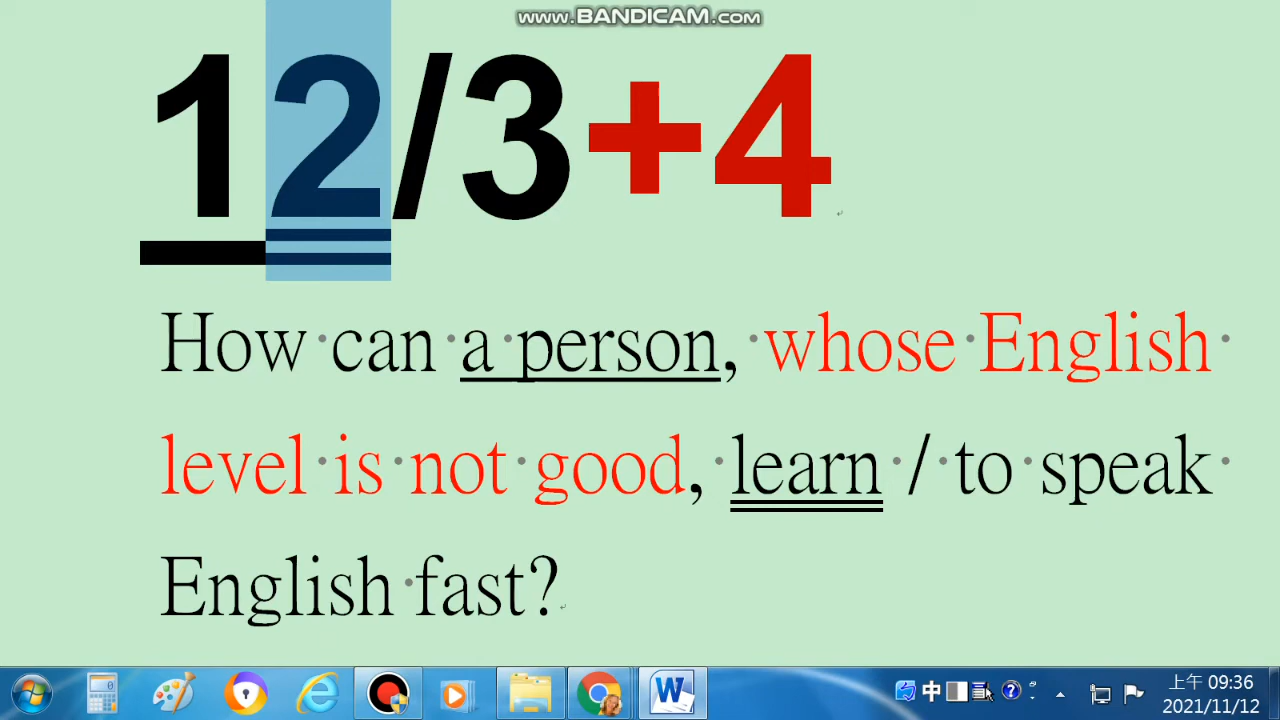 www.BANDICAM.com
12/3+4
How can a person, whose English
level is not good, learn / to speak
English fast?
中
上午 09:36
2021/11/12